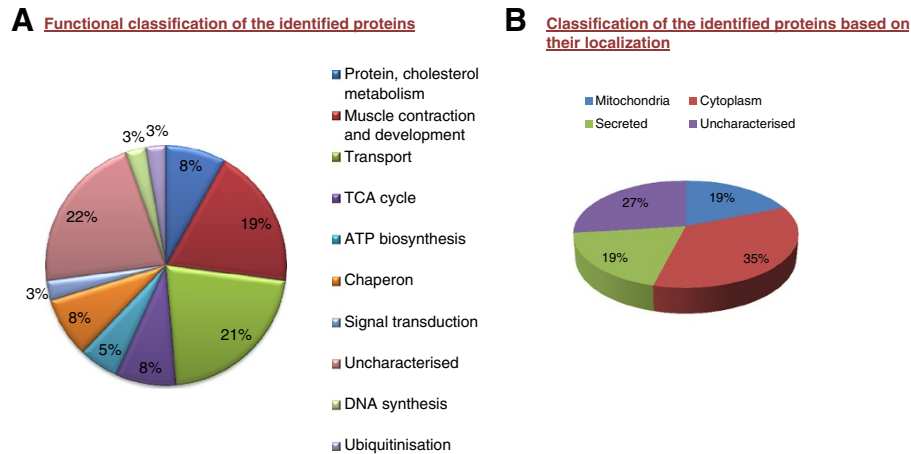 A Functional classification of the identified proteins
Protein, cholesterol
metabolism
Muscle contraction
and development
Transport
TCA cycle
ATP biosynthesis
Chaperon
Signal transduction
Uncharacterised
DNA synthesis
Ubiquitinisation
3% 3%
8%
19%
22%
21%
3%
8%
5%
8%
B Classification of the identified proteins based on
their localization
Mitochondria Cytoplasm
Secreted Uncharacterised
19%
27%
35%
19%